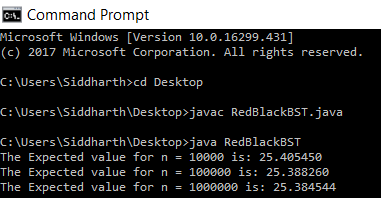 Command Prompt
Microsoft Windows [Version 10.0.16299.431]
(c) 2017 Microsoft Corporation. All rights reserved.
C:\Users\Siddharth>cd Desktop
C:\Users\Siddharth\Desktop>javac RedBlackBST.java
C:\Users\Siddharth\Desktop>java RedBlackBST
The Expected value for n = 10000 is: 25.405450
The Expected value for n = 100000 is: 25.388260
The Expected value for n = 1000000 is: 25.384544